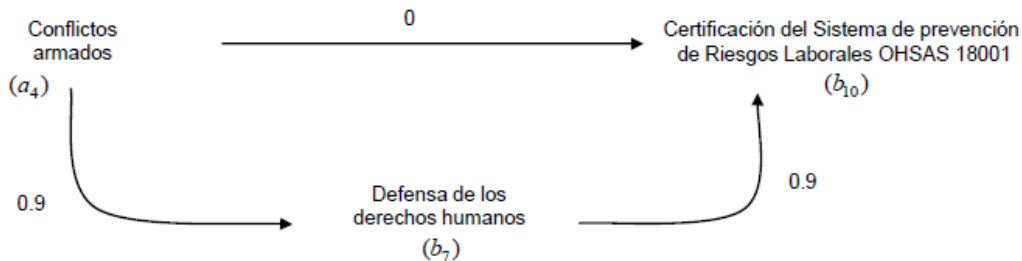 Conflictos
armados
(a4)
0
Certificación del Sistema de prevención
de Riesgos Laborales OHSAS 18001
(b10)
0.9
Defensa de los
derechos humanos
(b7)
0.9